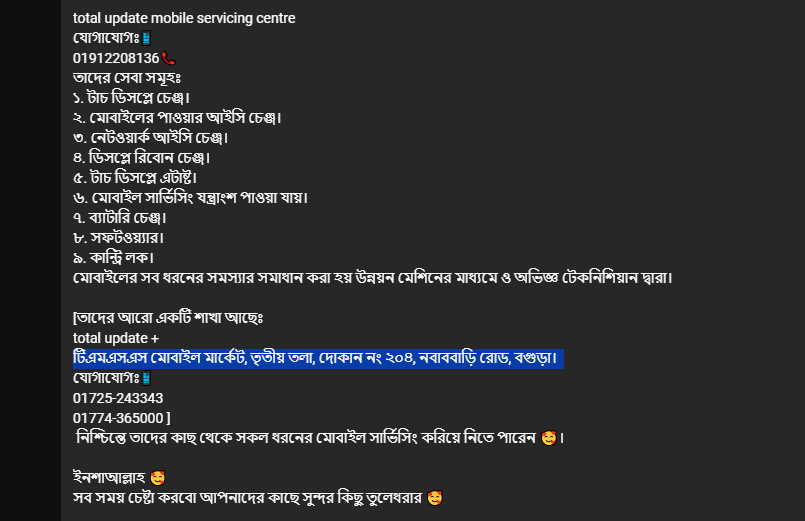 total update mobile servicing centre
যোগাযোগঃ📱
01912208136📞
তাদের সেবা সমূহঃ
১. টাচ ডিসপ্লে চেঞ্জ।
২. মোবাইলের পাওয়ার আইসি চেঞ্জ।
৩. নেটওয়ার্ক আইসি চেঞ্জ।
৪. ডিসপ্লে রিবোন চেঞ্জ।
৫. টাচ ডিসপ্লে এটাষ্ট।
৬. মোবাইল সার্ভিসিং যন্ত্রাংশ পাওয়া যায়।
৭. ব্যাটারি চেঞ্জ।
৮. সফটওয়্যার।
৯. কান্ট্রি লক।
মোবাইলের সব ধরনের সমস্যার সমাধান করা হয় উন্নয়ন মেশিনের মাধ্যমে ও অভিজ্ঞ টেকনিশিয়ান দ্বারা।
[তাদের আরো একটি শাখা আছেঃ
total update +
টিএমএসএস মোবাইল মার্কেট, তৃতীয় তলা, দোকান নং ২০৪, নবাববাড়ি রোড, বগুড়া।
যোগাযোগঃ📱
01725-243343
01774-365000 ]
নিশ্চিন্তে তাদের কাছ থেকে সকল ধরনের মোবাইল সার্ভিসিং করিয়ে নিতে পারেন 🥰।
ইনশাআল্লাহ 🥰
সব সময় চেষ্টা করবো আপনাদের কাছে সুন্দর কিছু তুলেধরার 🥰